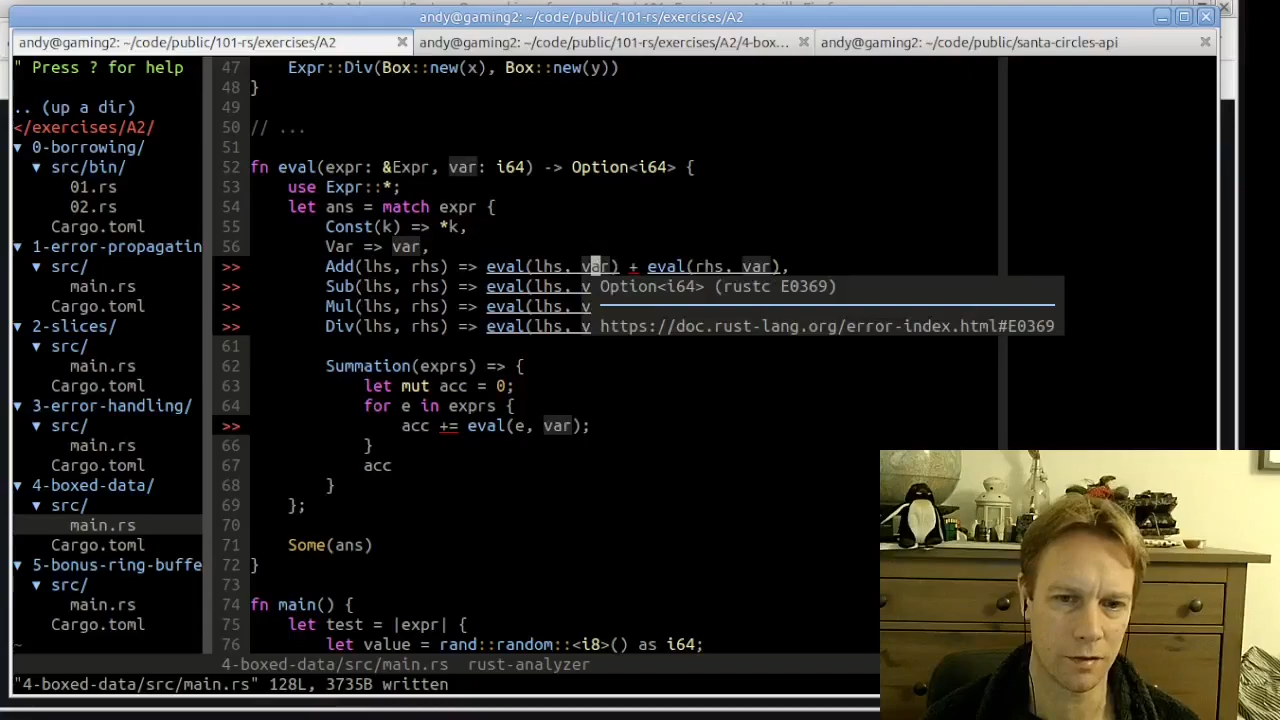 andy@gaming2: ~/code/public/101-rs/exercises/A2
andy@gaming2: ~/code/public/101-rs/exercises/A2
andy@gaming2: ~/code/public/101-rs/exercises/A2/4-box...
andy@gaming2: ~/code/public/santa-circles-api
" Press ? for help
.. (up a dir)
</exercises/A2/
▼ 0-borrowing/
▼ src/bin/
01.rs
02.rs
Cargo.toml
▼ 1-error-propagatin
▼ src/
main.rs
Cargo.toml
▼ 2-slices/
▼ src/
main.rs
Cargo.toml
▼ 3-error-handling/
▼ src/
main.rs
Cargo.toml
▼ 4-boxed-data/
▼ src/
main.rs
Cargo.toml
▼ 5-bonus-ring-buffe
▼ src/
main.rs
Cargo.toml
~
47 Expr::Div(Box::new(x), Box::new(y))
48 }
49
50 // ...
51
52 fn eval(expr: &Expr, var: i64) -> Option<i64> {
53 use Expr::*;
54 let ans = match expr {
55 Const(k) => *k,
56 Var => var,
>> Add(lhs, rhs) => eval(lhs, var) + eval(rhs, var),
>> Sub(lhs, rhs) => eval(lhs, v
>> Mul(lhs, rhs) => eval(lhs, v
>> Div(lhs, rhs) => eval(lhs, v
Option<i64> (rustc E0369)
https://doc.rust-lang.org/error-index.html#E0369
61
62 Summation(exprs) => {
63 let mut acc = 0;
64 for e in exprs {
>> acc += eval(e, var);
66 }
67 acc
68 }
69 };
70
71 Some(ans)
72 }
73
74 fn main() {
75 let test = |expr| {
76 let value = rand::random::<i8>() as i64;
4-boxed-data/src/main.rs rust-analyzer
"4-boxed-data/src/main.rs" 128L, 3735B written